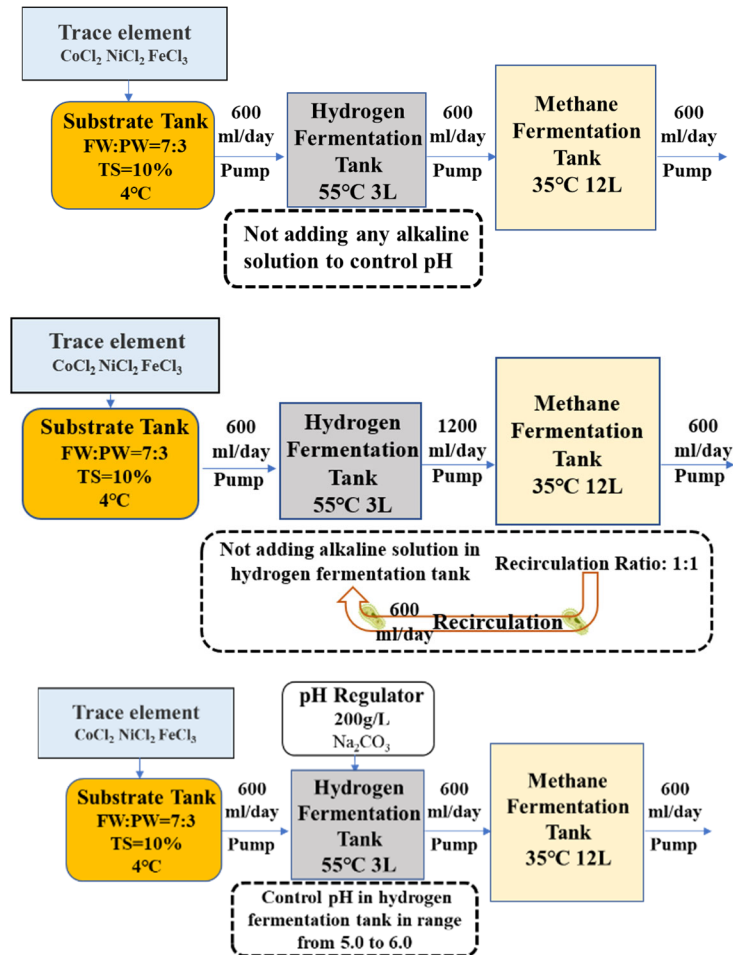 Trace element
CoCl₂ NiCl₂ FeCl₃
Substrate Tank
FW:PW=7:3
TS=10%
4℃
600
ml/day
Pump
Hydrogen
Fermentation
Tank
55℃ 3L
600
ml/day
Pump
Methane
Fermentation
Tank
35℃ 12L
600
ml/day
Pump
Not adding any alkaline
solution to control pH
Trace element
CoCl₂ NiCl₂ FeCl₃
Substrate Tank
FW:PW=7:3
TS=10%
4℃
600
ml/day
Pump
Hydrogen
Fermentation
Tank
55℃ 3L
1200
ml/day
Pump
Methane
Fermentation
Tank
35℃ 12L
600
ml/day
Pump
Not adding alkaline solution in
hydrogen fermentation tank
Recirculation Ratio: 1:1
600
ml/day
Recirculation
Trace element
CoCl₂ NiCl₂ FeCl₃
Substrate Tank
FW:PW=7:3
TS=10%
4℃
600
ml/day
Pump
pH Regulator
200g/L
Na₂CO₃
Hydrogen
Fermentation
Tank
55℃ 3L
600
ml/day
Pump
Methane
Fermentation
Tank
35℃ 12L
600
ml/day
Pump
Control pH in hydrogen
fermentation tank in range
from 5.0 to 6.0